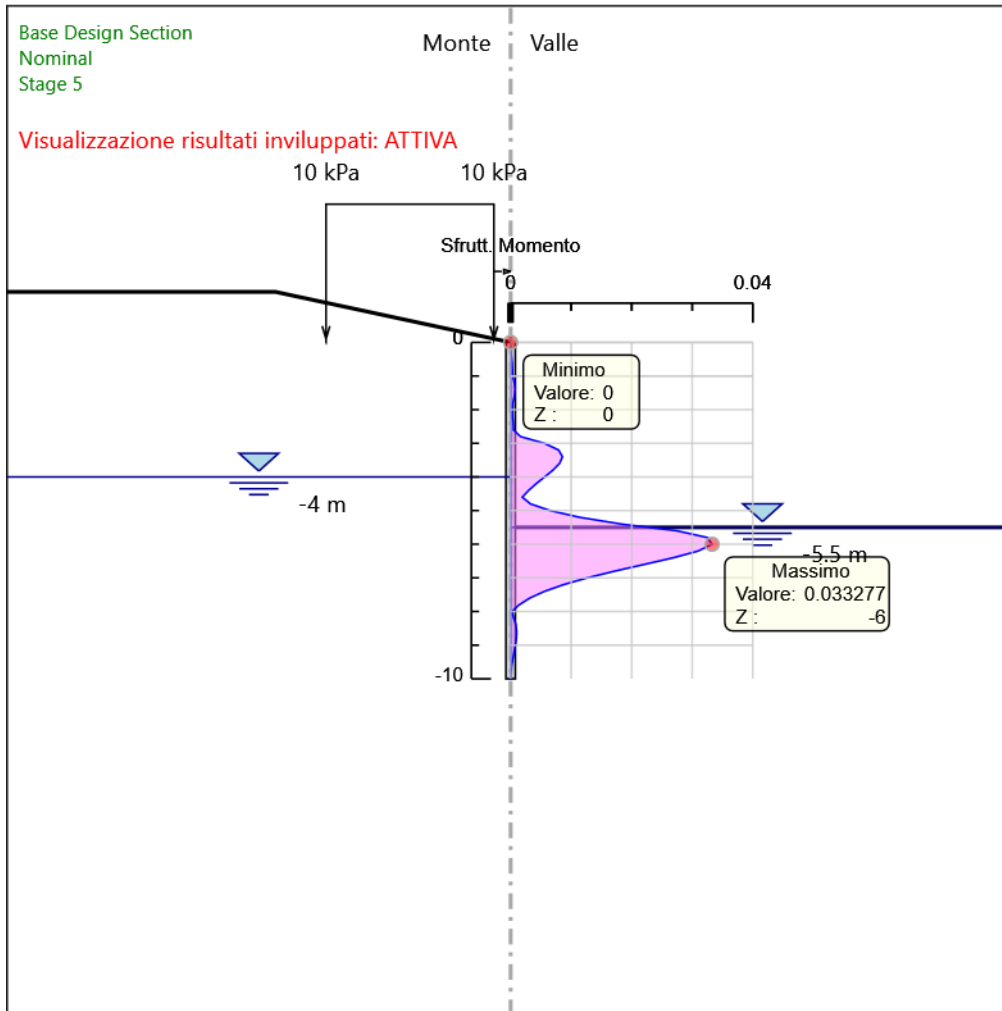 Base Design Section
Nominal
Stage 5
Monte Valle
Visualizzazione risultati inviluppati: ATTIVA
10 kPa 10 kPa
Sfrutt. Momento
0 0.04
0
Minimo
Valore: 0
Z : 0
-4 m
-5.5 m
Massimo
Valore: 0.033277
Z : -6
-10